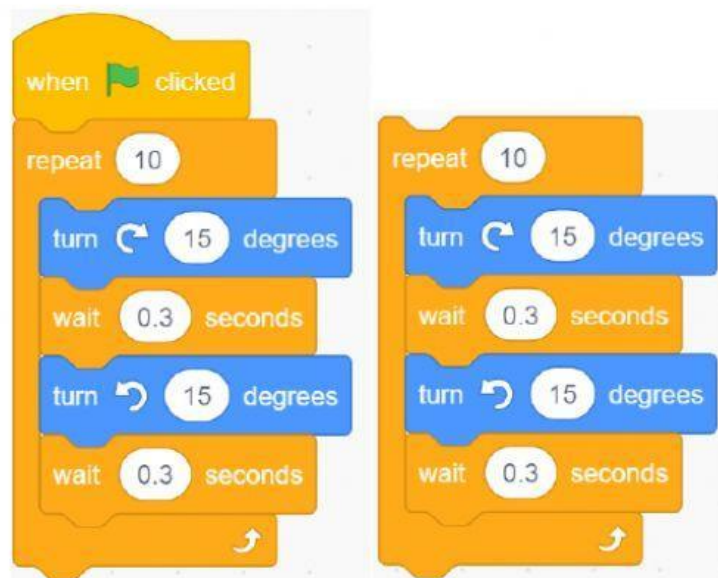 when clicked
repeat 10
turn 15 degrees
wait 0.3 seconds
turn 15 degrees
wait 0.3 seconds
repeat 10
turn 15 degrees
wait 0.3 seconds
turn 15 degrees
wait 0.3 seconds